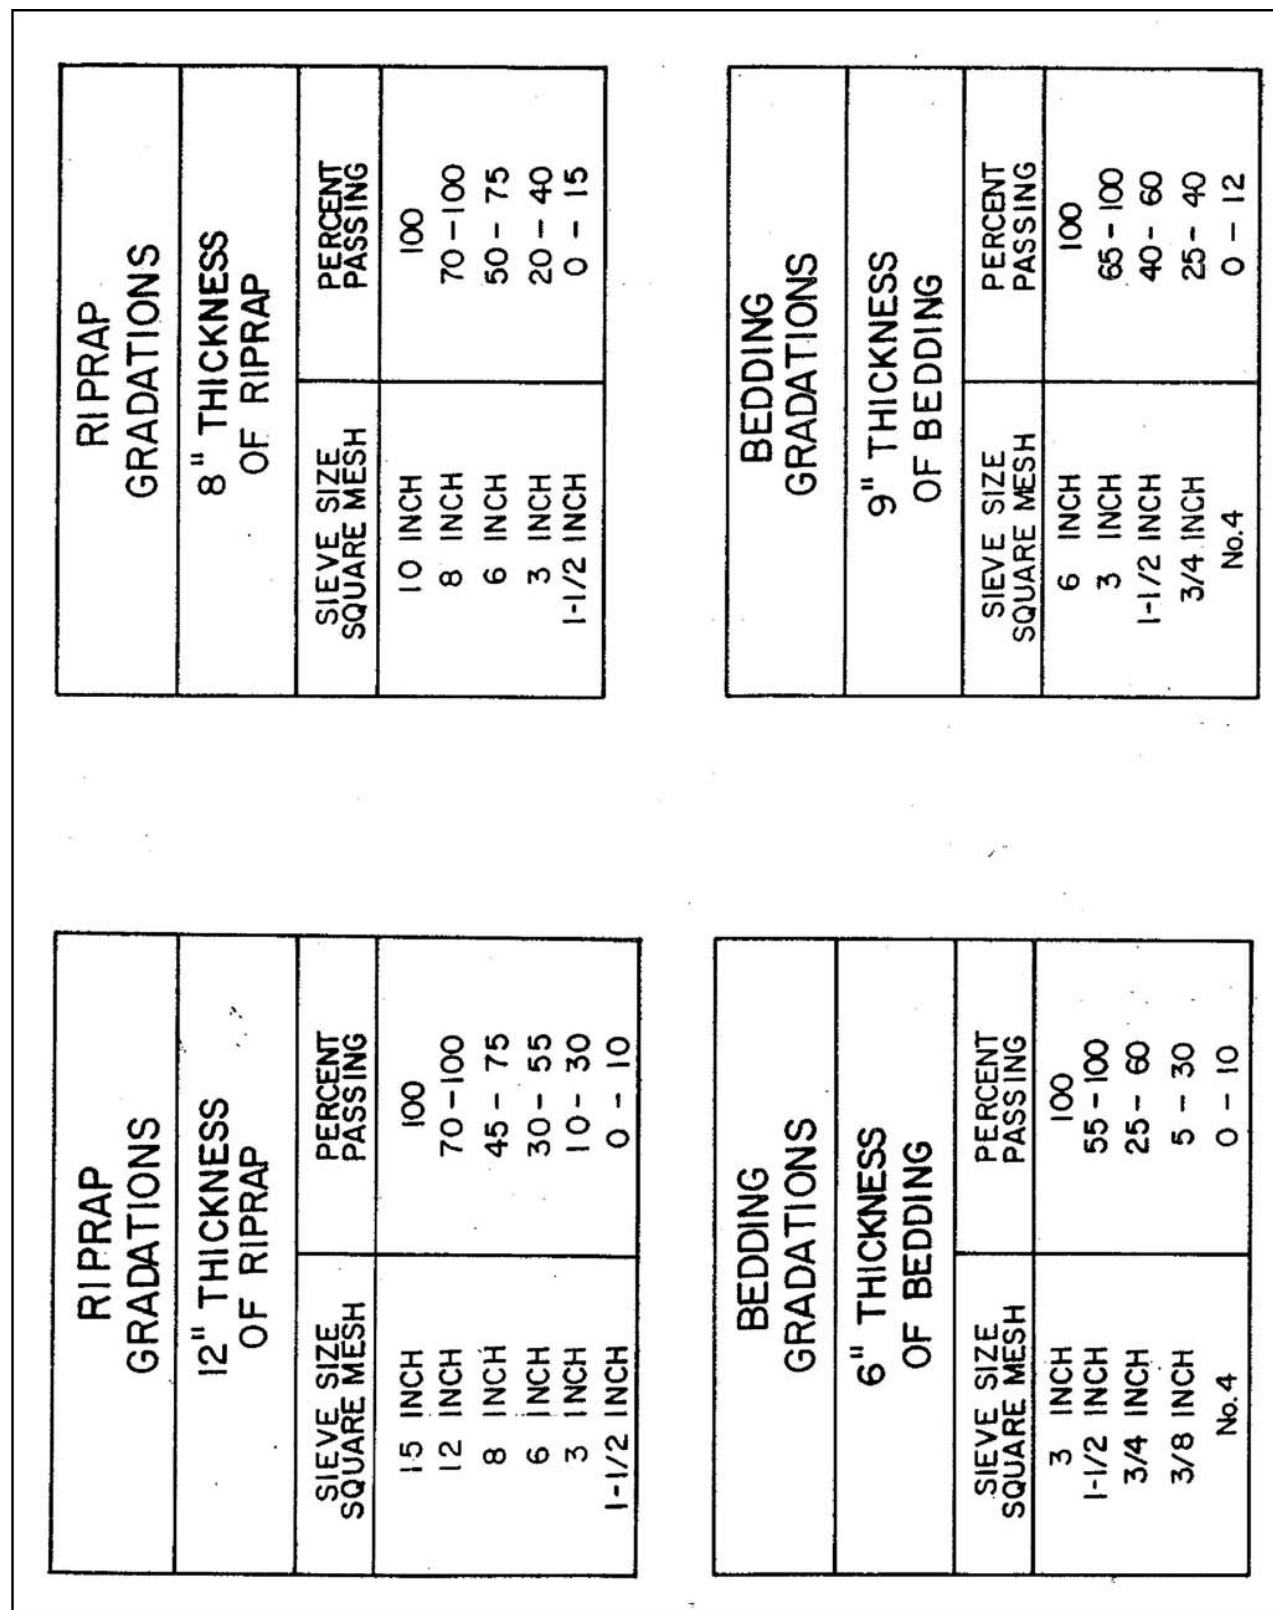 RIPRAP
GRADATIONS
12" THICKNESS
OF RIPRAP
SIEVE SIZE PERCENT
SQUARE MESH PASSING
15 INCH 100
12 INCH 70-100
8 INCH 45-75
6 INCH 30-55
3 INCH 10-30
1-1/2 INCH 0-10
RIPRAP
GRADATIONS
8" THICKNESS
OF RIPRAP
SIEVE SIZE PERCENT
SQUARE MESH PASSING
10 INCH 100
8 INCH 70-100
6 INCH 50-75
3 INCH 20-40
1-1/2 INCH 0-15
BEDDING
GRADATIONS
6" THICKNESS
OF BEDDING
SIEVE SIZE PERCENT
SQUARE MESH PASSING
3 INCH 100
1-1/2 INCH 55-100
3/4 INCH 25-60
3/8 INCH 5-30
No.4 0-10
BEDDING
GRADATIONS
9" THICKNESS
OF BEDDING
SIEVE SIZE PERCENT
SQUARE MESH PASSING
6 INCH 100
3 INCH 65-100
1-1/2 INCH 40-60
3/4 INCH 25-40
No.4 0-12